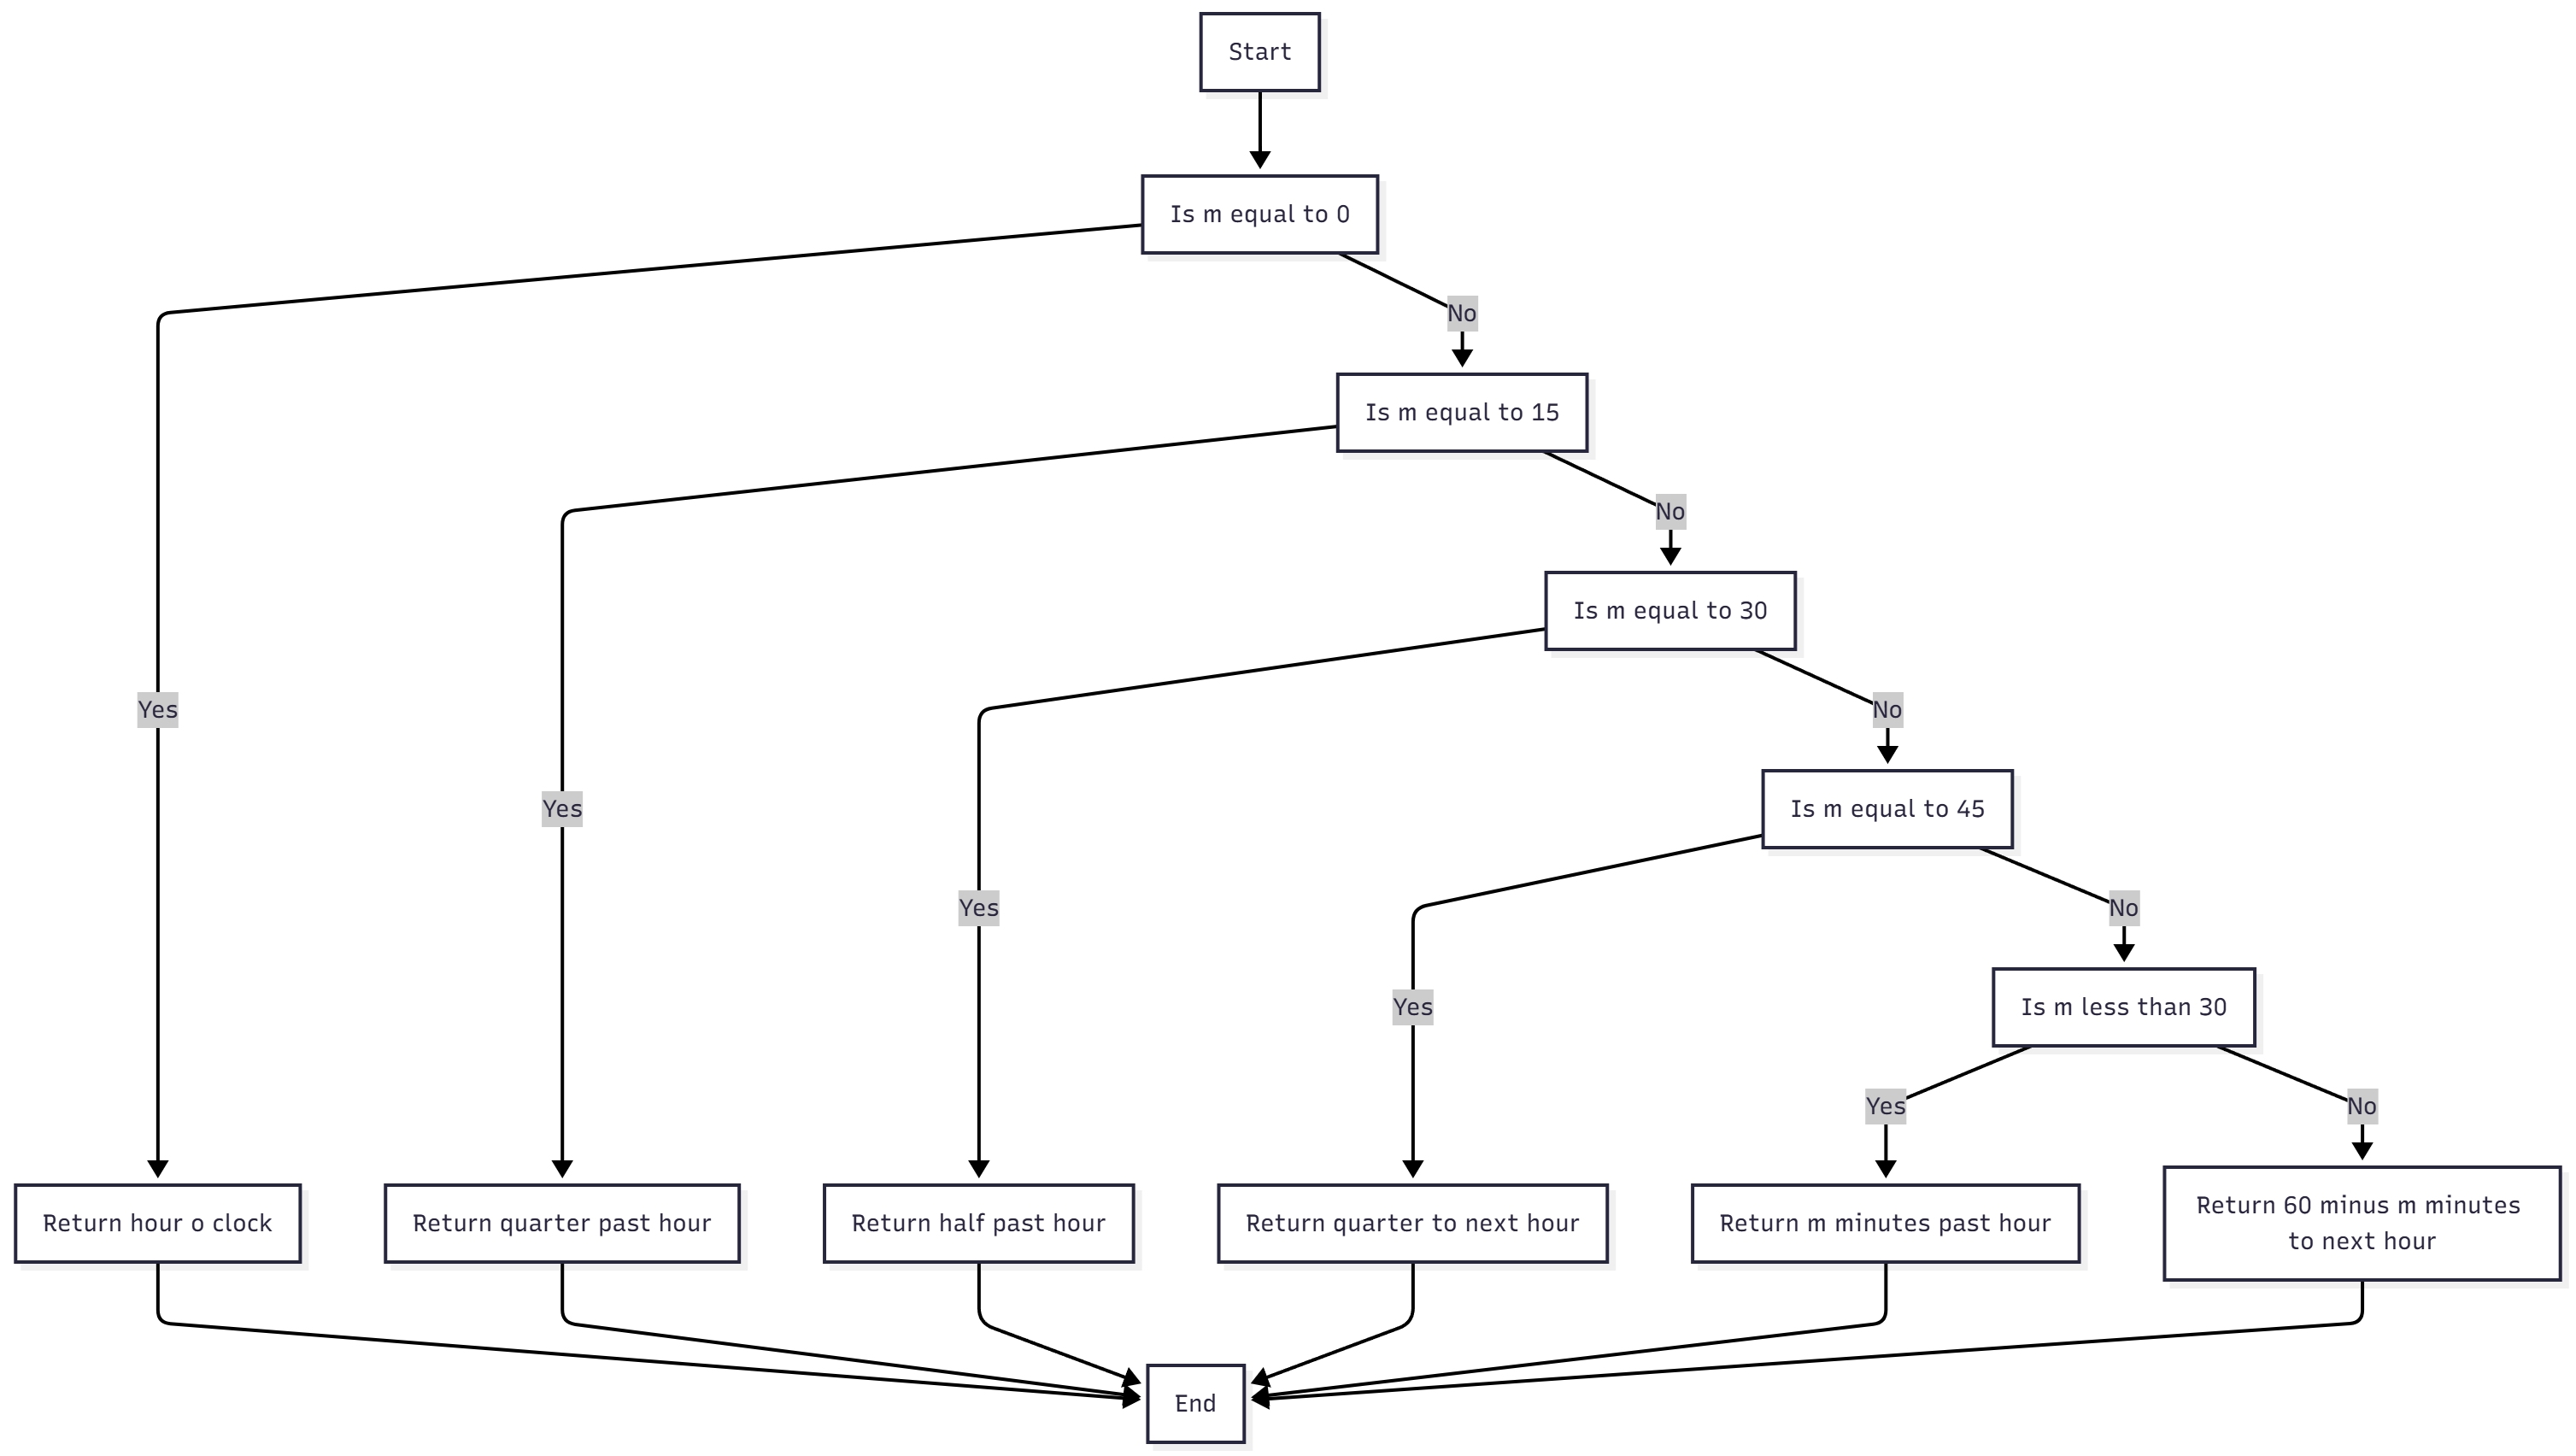 Start
Is m equal to 0
No
Is m equal to 15
No
Is m equal to 30
Yes
No
Is m equal to 45
Yes
Yes
No
Yes
Is m less than 30
Yes
No
Return hour o clock
Return quarter past hour
Return half past hour
Return quarter to next hour
Return m minutes past hour
Return 60 minus m minutes
to next hour
End